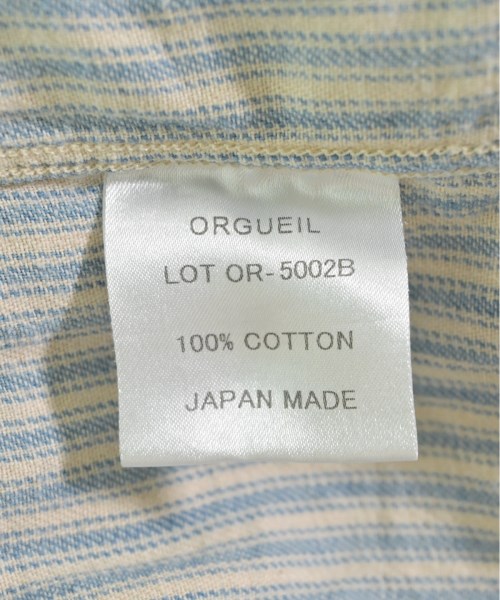 ORGUEIL
LOT OR-5002B
100% COTTON
JAPAN MADE